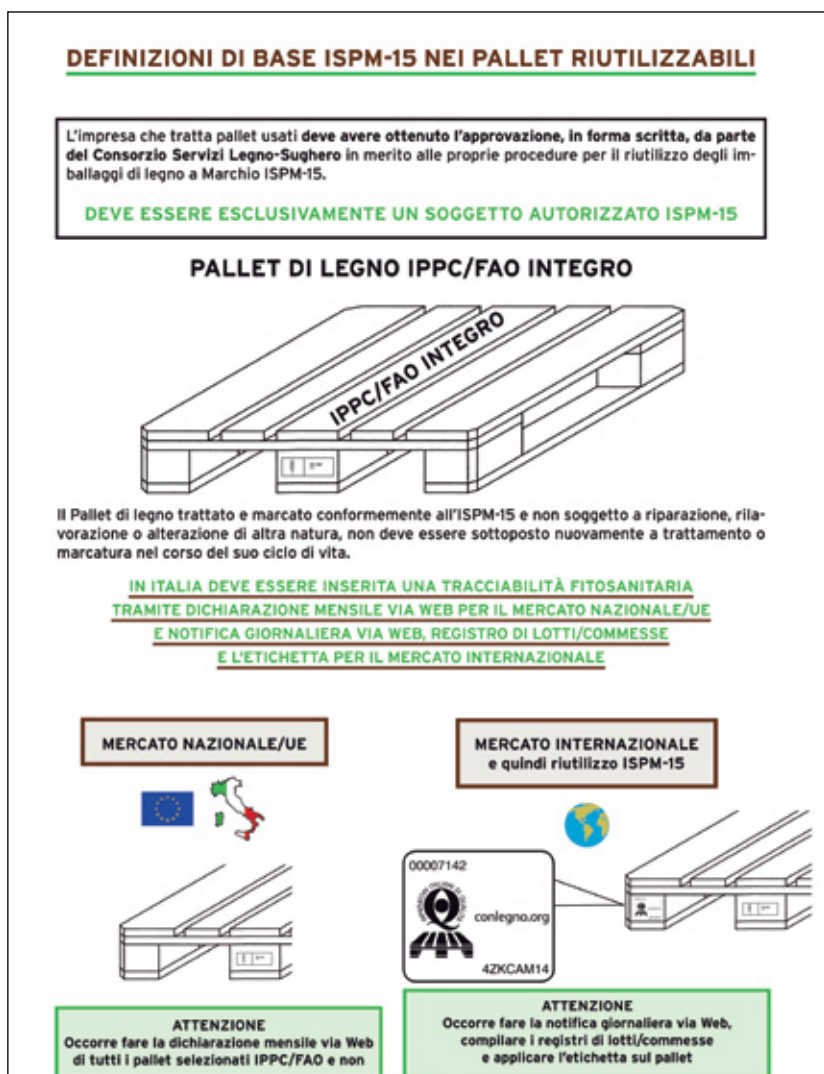 DEFINIZIONI DI BASE ISPM-15 NEI PALLET RIUTILIZZABILI
L'impresa che tratta pallet usati deve avere ottenuto l'approvazione, in forma scritta, da parte
del Consorzio Servizi Legno-Sughero in merito alle proprie procedure per il riutilizzo degli im-
ballaggi di legno a Marchio ISPM-15.
DEVE ESSERE ESCLUSIVAMENTE UN SOGGETTO AUTORIZZATO ISPM-15
PALLET DI LEGNO IPPC/FAO INTEGRO
IPPC/FAO INTEGRO
Il Pallet di legno trattato e marcato conformemente all'ISPM-15 e non soggetto a riparazione, rila-
vorazione o alterazione di altra natura, non deve essere sottoposto nuovamente a trattamento o
marcatura nel corso del suo ciclo di vita.
IN ITALIA DEVE ESSERE INSERITA UNA TRACCIABILITÀ FITOSANITARIA
TRAMITE DICHIARAZIONE MENSILE VIA WEB PER IL MERCATO NAZIONALE/UE
E NOTIFICA GIORNALIERA VIA WEB, REGISTRO DI LOTTI/COMMESSE
E L'ETICHETTA PER IL MERCATO INTERNAZIONALE
MERCATO NAZIONALE/UE
MERCATO INTERNAZIONALE
e quindi riutilizzo ISPM-15
00007142
conlegno.org
4ZKCAM14
ATTENZIONE
Occorre fare la dichiarazione mensile via Web
di tutti i pallet selezionati IPPC/FAO e non
ATTENZIONE
Occorre fare la notifica giornaliera via Web,
compilare i registri di lotti/commesse
e applicare l'etichetta sul pallet